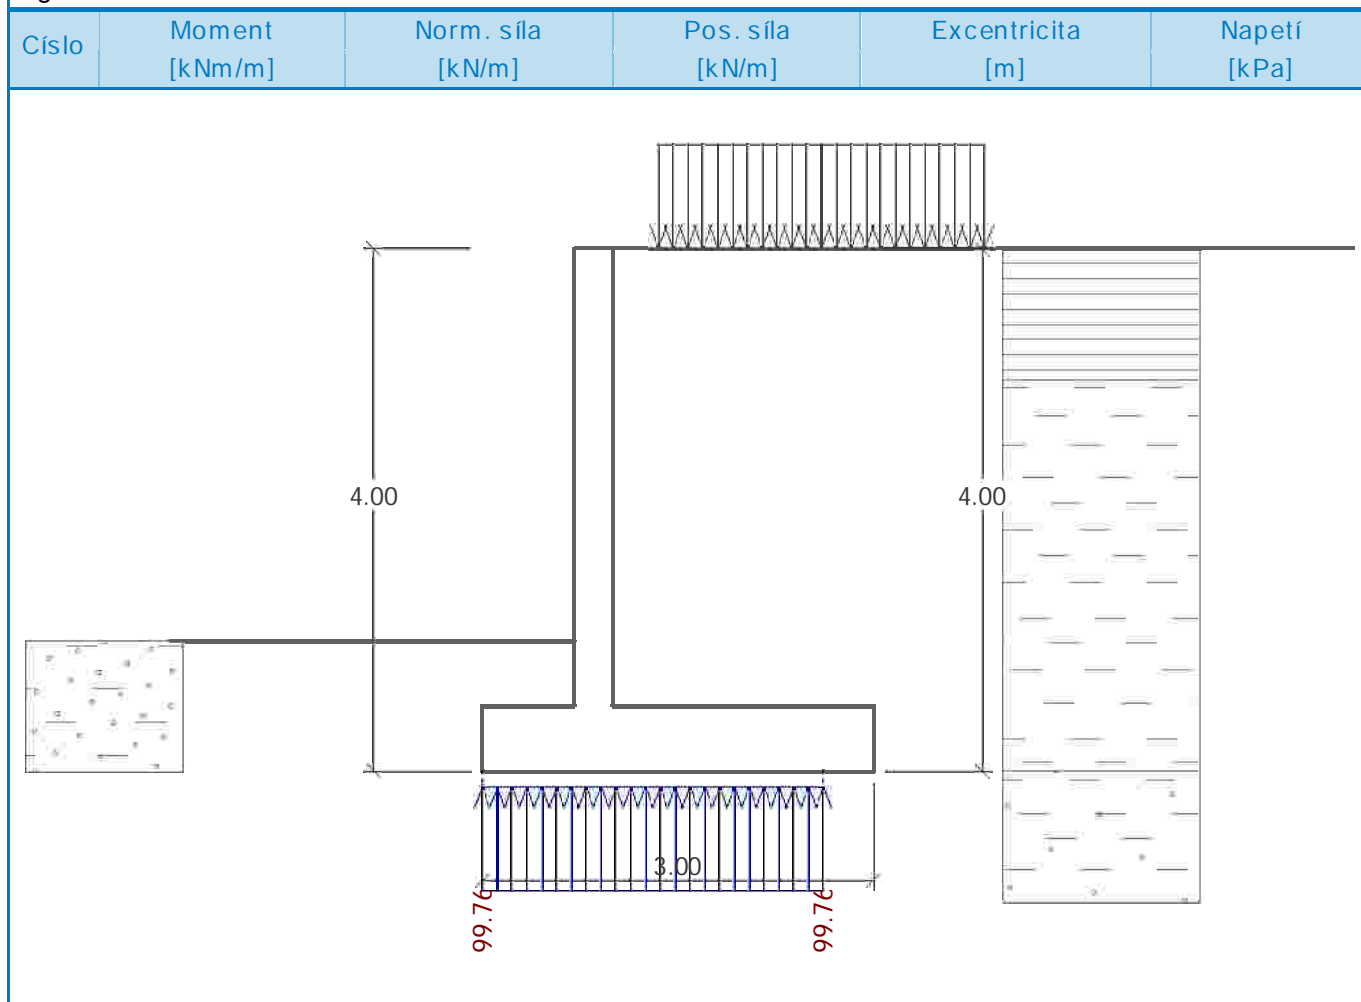 Císlo Moment Norm. síla Pos. síla Excentricita Napetí
[kNm/m] [kN/m] [kN/m] [m] [kPa]
4.00 4.00
3.00
99.76 99.76